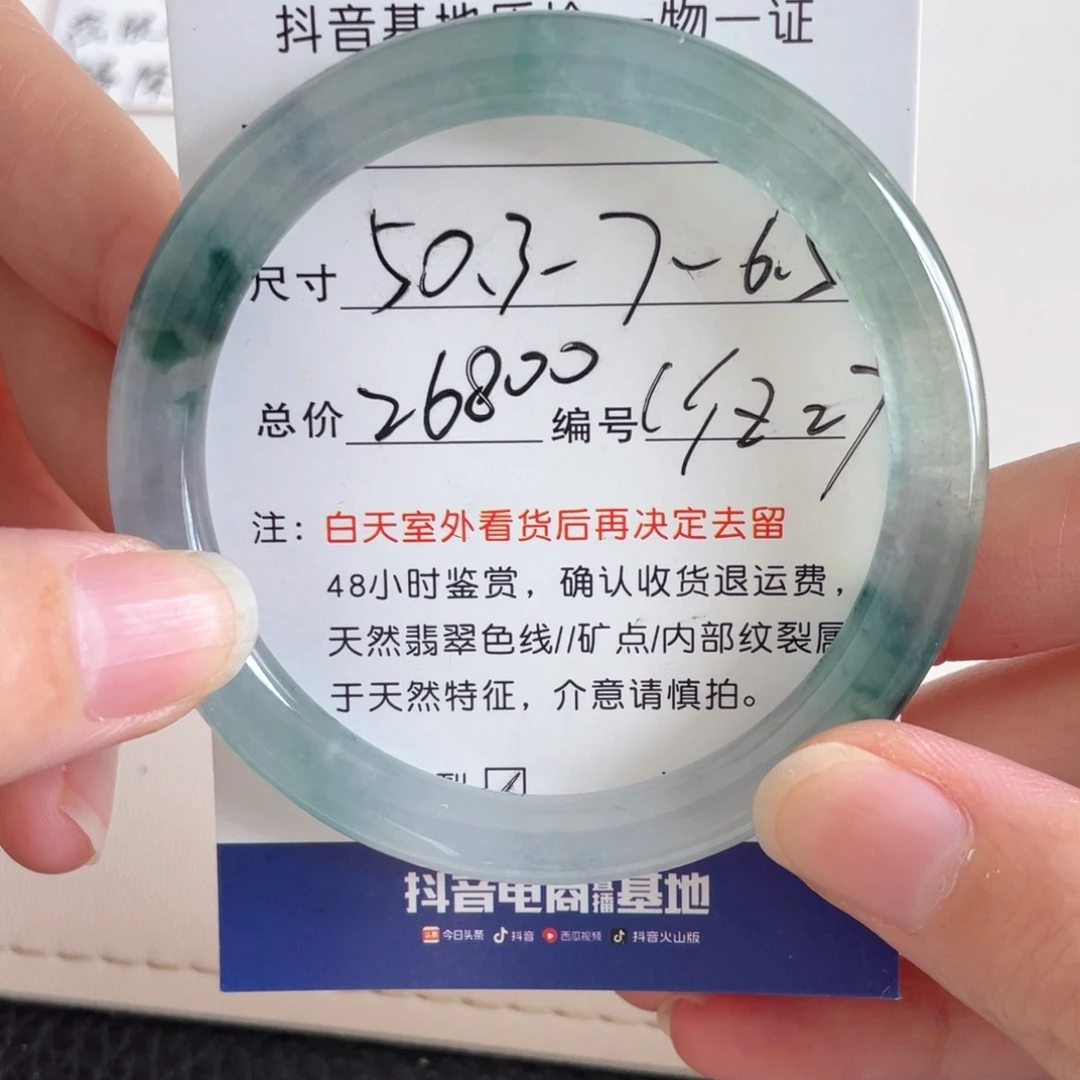 抖音基地质检 一物一证
尺寸 50.3-7-6.5
总价 26800 编号
注：白天室外看货后再决定去留
48小时鉴赏，确认收货退运费，
天然翡翠色线//矿点/内部纹裂属
于天然特征，介意请慎拍。
抖音电商直播基地
今日头条 抖音 西瓜视频 抖音火山版